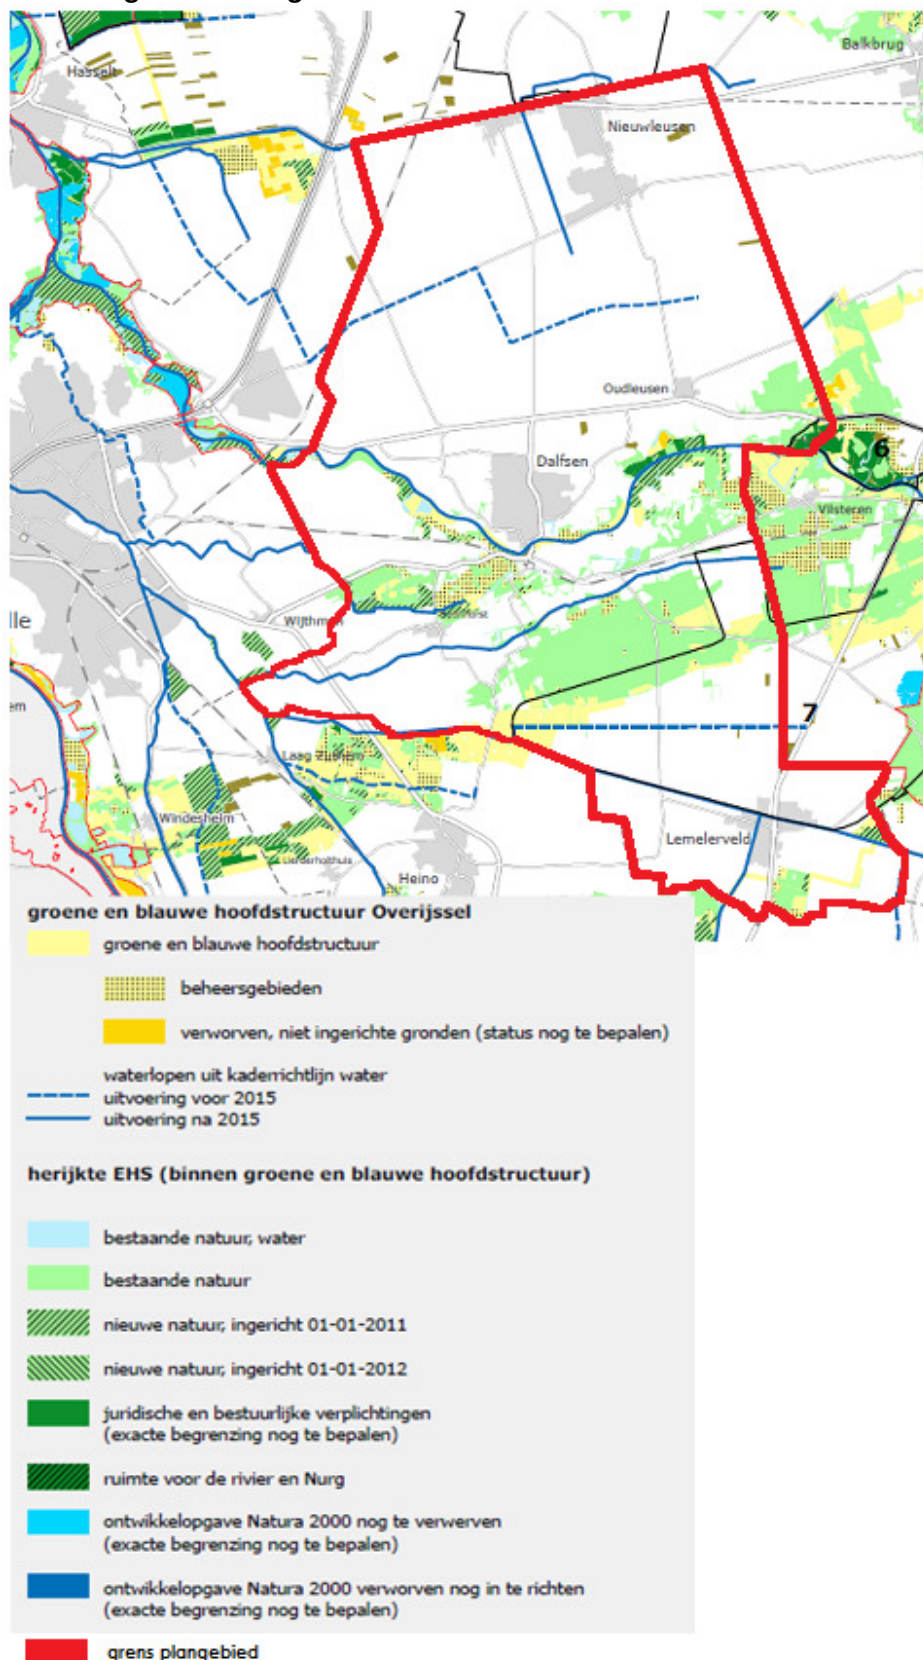 Hasselt
Balkbrug
Nieuwleusen
Oudleusen
Dalfsen
6
Vilsteren
lle
Wijthmen
em
7
Laag Zuthem
Windesheim
Lierderholthuis
Heino
Lemelerveld
groene en blauwe hoofdstructuur Overijssel
groene en blauwe hoofdstructuur
beheersgebieden
verworven, niet ingerichte gronden (status nog te bepalen)
waterlopen uit kaderrichtlijn water
uitvoering voor 2015
uitvoering na 2015
herijkte EHS (binnen groene en blauwe hoofdstructuur)
bestaande natuur, water
bestaande natuur
nieuwe natuur, ingericht 01-01-2011
nieuwe natuur, ingericht 01-01-2012
juridische en bestuurlijke verplichtingen
(exacte begrenzing nog te bepalen)
ruimte voor de rivier en Nurg
ontwikkelopgave Natura 2000 nog te verwerven
(exacte begrenzing nog te bepalen)
ontwikkelopgave Natura 2000 verworven nog in te richten
(exacte begrenzing nog te bepalen)
grens plangebied